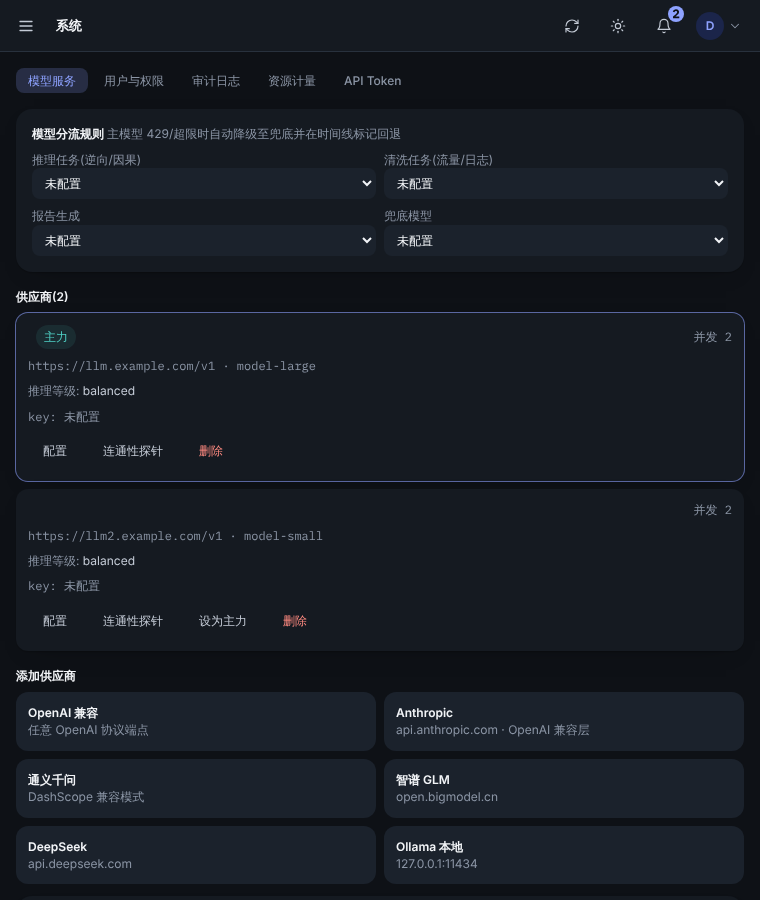 系统
2
D
模型服务 用户与权限 审计日志 资源计量 API Token
模型分流规则 主模型 429/超限时自动降级至兜底并在时间线标记回退
推理任务(逆向/因果) 清洗任务(流量/日志)
未配置 未配置
报告生成 兜底模型
未配置 未配置
供应商(2)
主力 并发 2
https://llm.example.com/v1 · model-large
推理等级: balanced
key: 未配置
配置 连通性探针 删除
并发 2
https://llm2.example.com/v1 · model-small
推理等级: balanced
key: 未配置
配置 连通性探针 设为主力 删除
添加供应商
OpenAI 兼容 Anthropic
任意 OpenAI 协议端点 api.anthropic.com · OpenAI 兼容层
通义千问 智谱 GLM
DashScope 兼容模式 open.bigmodel.cn
DeepSeek Ollama 本地
api.deepseek.com 127.0.0.1:11434